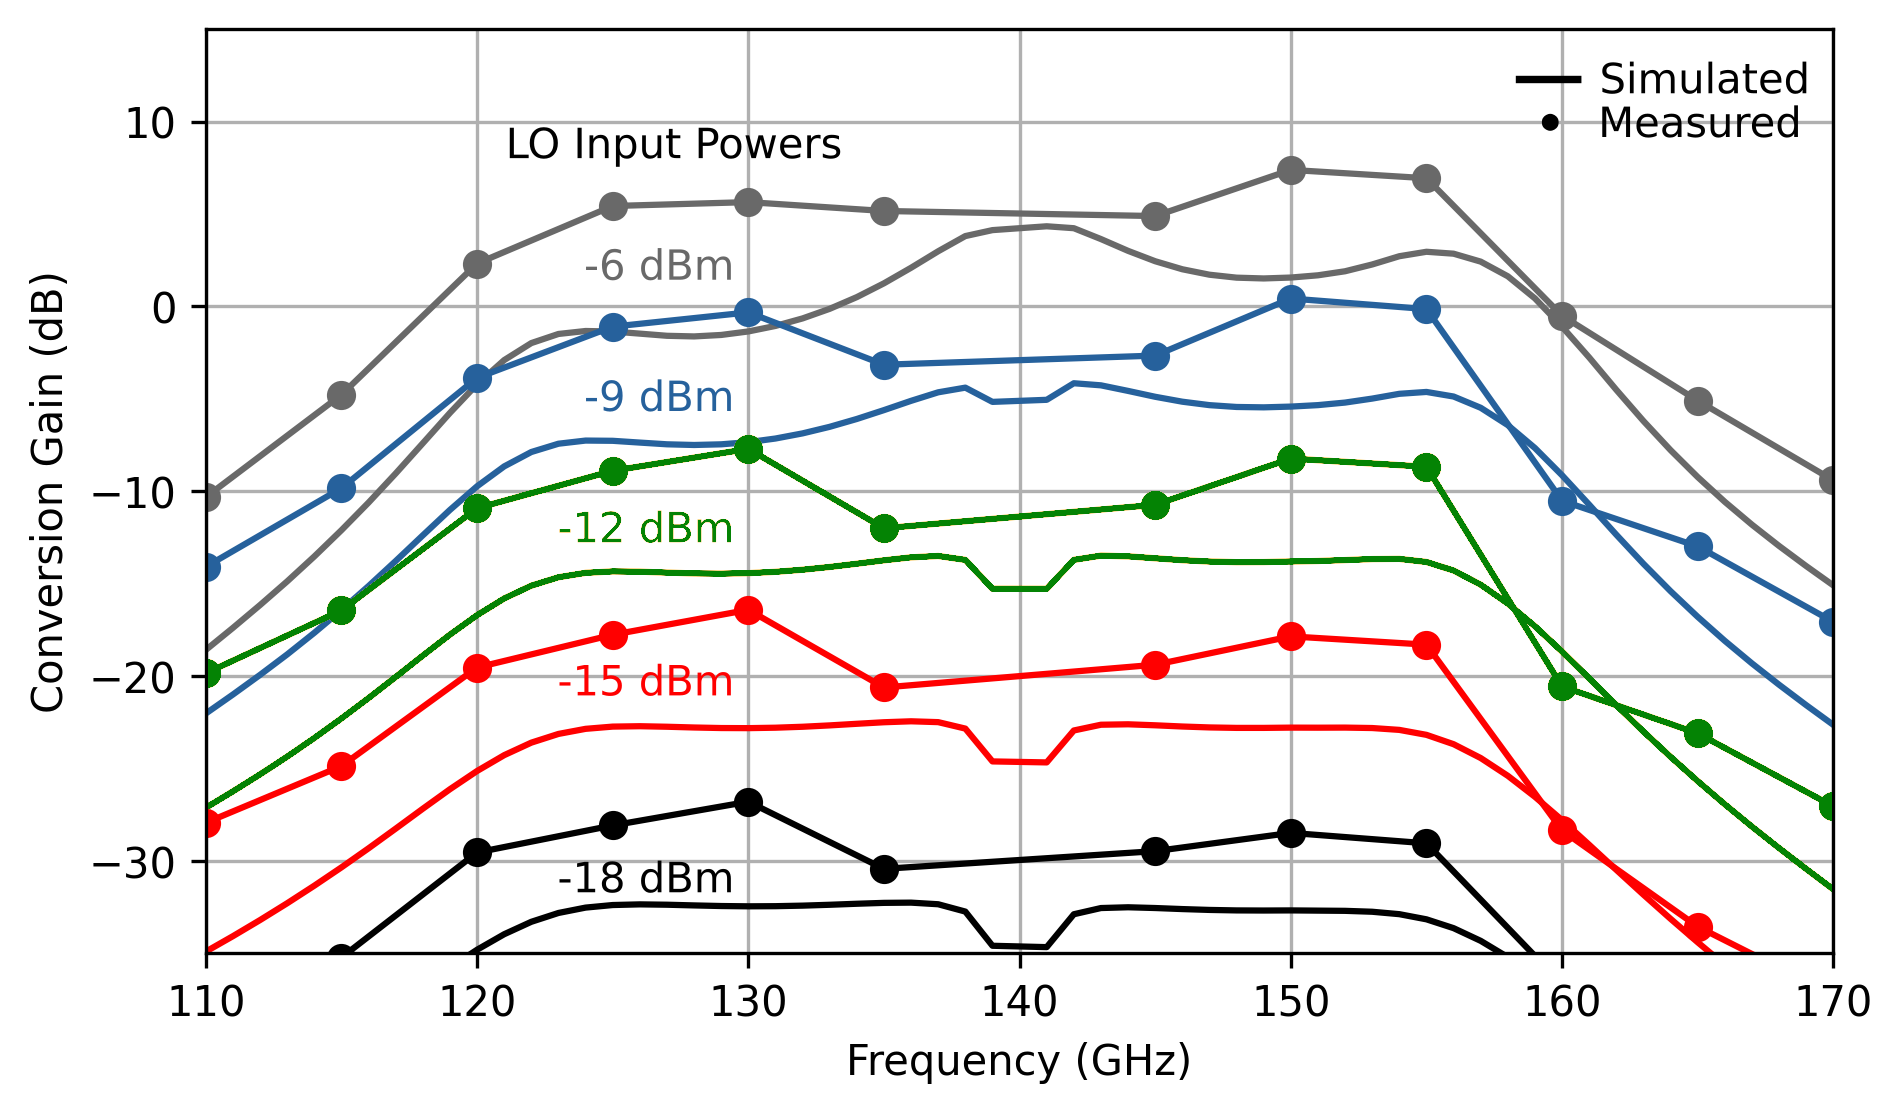 Simulated
Measured
LO Input Powers
-6 dBm
-9 dBm
-12 dBm
-15 dBm
-18 dBm
10
0
−10
−20
−30
Conversion Gain (dB)
110 120 130 140 150 160 170
Frequency (GHz)